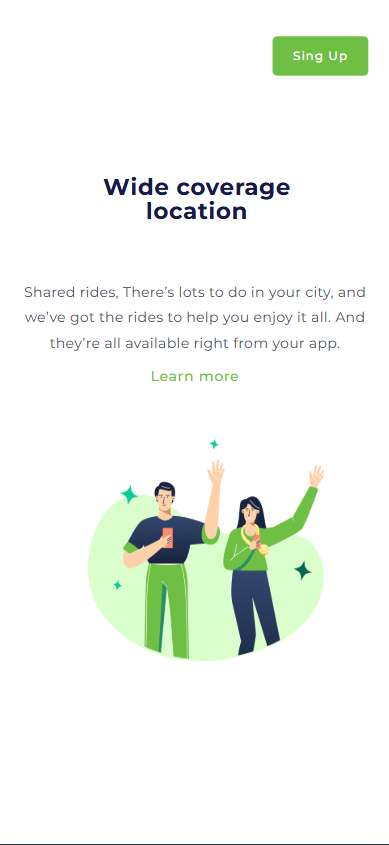 Sing Up
Wide coverage
location
Shared rides, There's lots to do in your city, and
we've got the rides to help you enjoy it all. And
they're all available right from your app.
Learn more